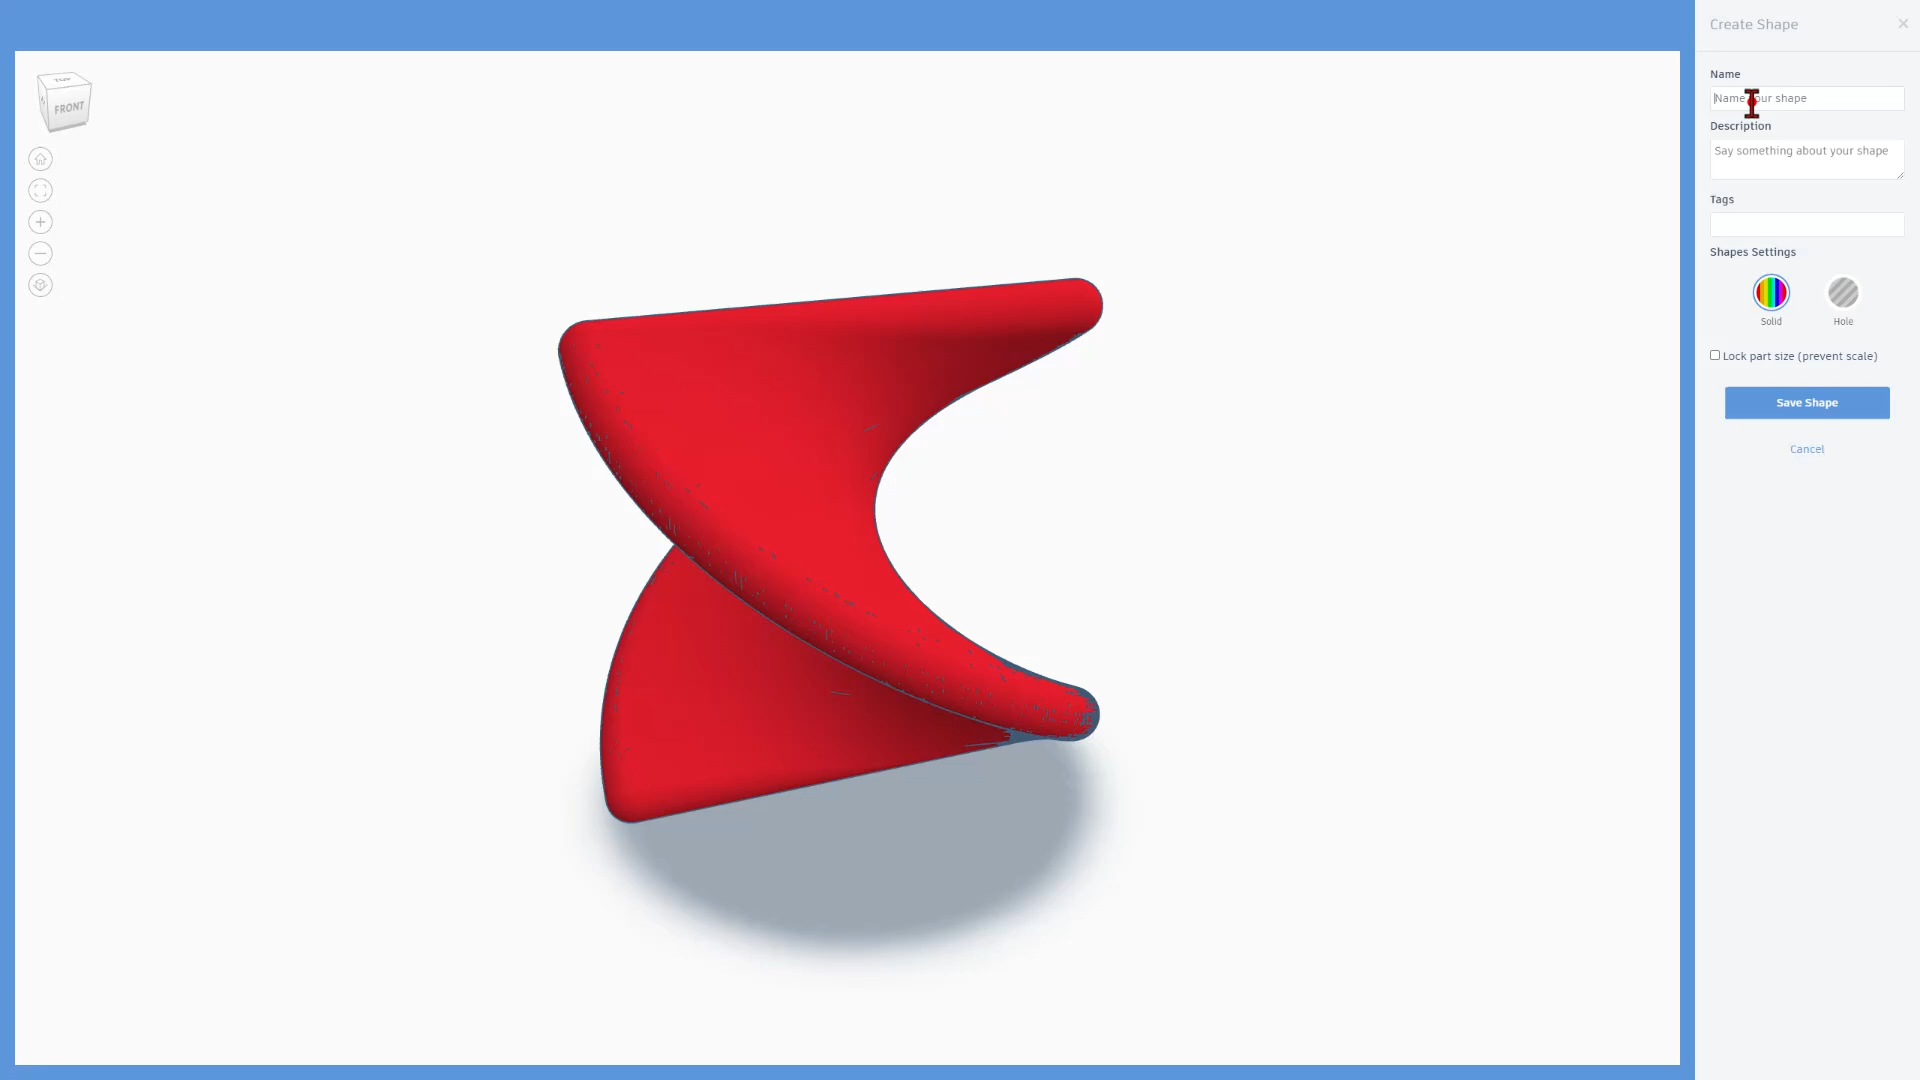 Create Shape
TOP
FRONT
Name
Name your shape
Description
Say something about your shape
Tags
Shapes Settings
Solid
Hole
Lock part size (prevent scale)
Save Shape
Cancel